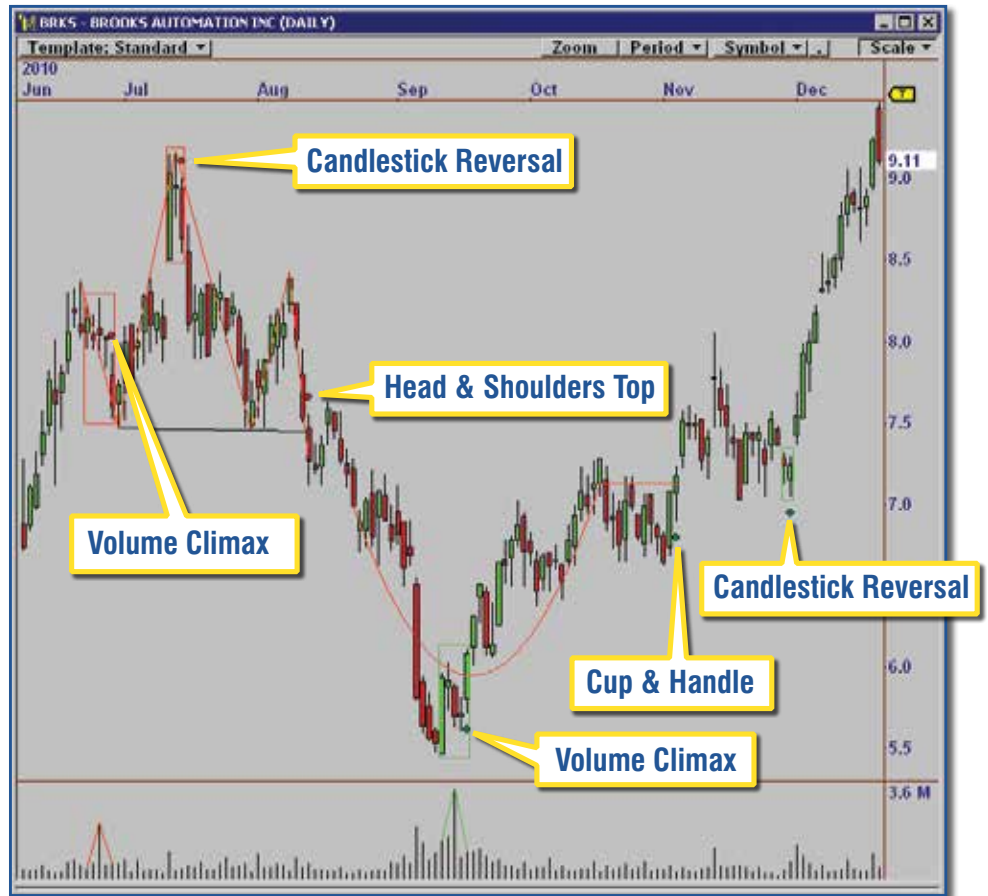 BRKS - BROOKS AUTOMATION INC (DAILY)
Template: Standard Zoom Period Symbol . Scale
2010
Jun Jul Aug Sep Oct Nov Dec
T
Candlestick Reversal
9.11
9.0
8.5
8.0
Head & Shoulders Top
7.5
7.0
Volume Climax
Candlestick Reversal
Cup & Handle
6.0
Volume Climax
5.5
3.6 M